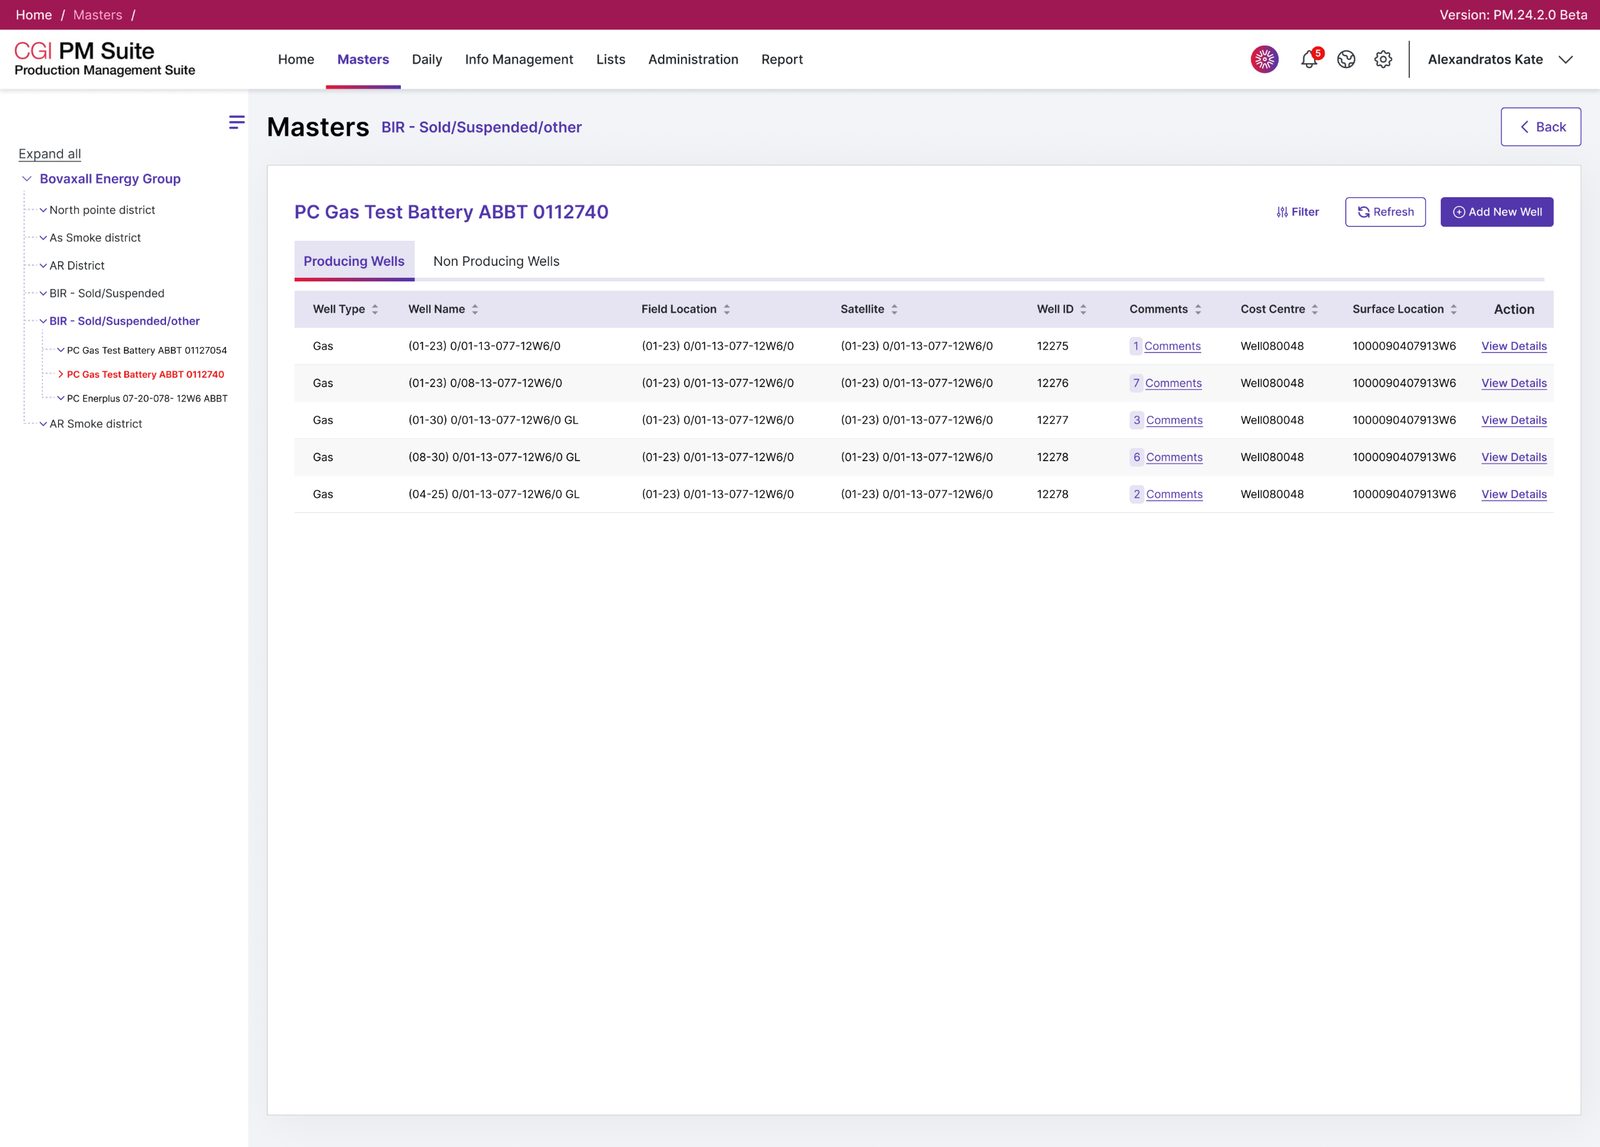 Home / Masters /
Version: PM.24.2.0 Beta
CGI PM Suite
Production Management Suite
Home Masters Daily Info Management Lists Administration Report
5
Alexandratos Kate
Expand all
Bovaxall Energy Group
North pointe district
As Smoke district
AR District
BIR - Sold/Suspended
BIR - Sold/Suspended/other
PC Gas Test Battery ABBT 01127054
PC Gas Test Battery ABBT 0112740
PC Enerplus 07-20-078- 12W6 ABBT
AR Smoke district
Masters BIR - Sold/Suspended/other
Back
PC Gas Test Battery ABBT 0112740
Filter Refresh Add New Well
Producing Wells Non Producing Wells
Well Type Well Name Field Location Satellite Well ID Comments Cost Centre Surface Location Action
Gas (01-23) 0/01-13-077-12W6/0 (01-23) 0/01-13-077-12W6/0 (01-23) 0/01-13-077-12W6/0 12275 1 Comments Well080048 1000090407913W6 View Details
Gas (01-23) 0/08-13-077-12W6/0 (01-23) 0/01-13-077-12W6/0 (01-23) 0/01-13-077-12W6/0 12276 7 Comments Well080048 1000090407913W6 View Details
Gas (01-30) 0/01-13-077-12W6/0 GL (01-23) 0/01-13-077-12W6/0 (01-23) 0/01-13-077-12W6/0 12277 3 Comments Well080048 1000090407913W6 View Details
Gas (08-30) 0/01-13-077-12W6/0 GL (01-23) 0/01-13-077-12W6/0 (01-23) 0/01-13-077-12W6/0 12278 6 Comments Well080048 1000090407913W6 View Details
Gas (04-25) 0/01-13-077-12W6/0 GL (01-23) 0/01-13-077-12W6/0 (01-23) 0/01-13-077-12W6/0 12278 2 Comments Well080048 1000090407913W6 View Details